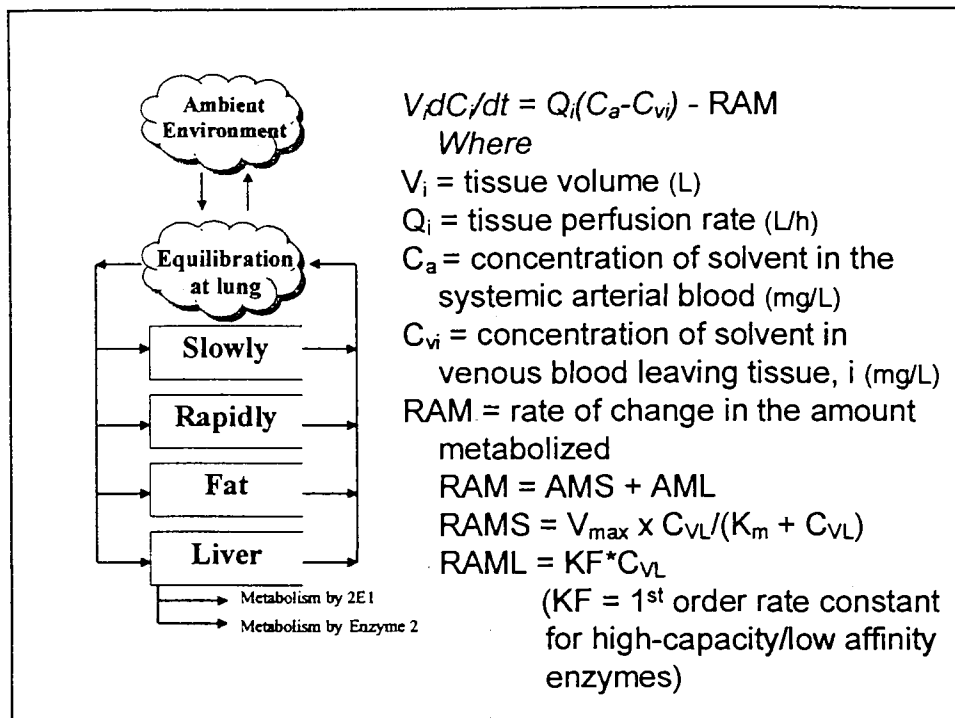 Ambient
Environment
Equilibration
at lung
Slowly
Rapidly
Fat
Liver
Metabolism by 2E1
Metabolism by Enzyme 2
VᵢdCᵢ/dt = Qᵢ(Cₐ-Cᵥᵢ) - RAM
Where
Vᵢ = tissue volume (L)
Qᵢ = tissue perfusion rate (L/h)
Cₐ = concentration of solvent in the
systemic arterial blood (mg/L)
Cᵥᵢ = concentration of solvent in
venous blood leaving tissue, i (mg/L)
RAM = rate of change in the amount
metabolized
RAM = AMS + AML
RAMS = Vₘₐₓ x C_VL/(Kₘ + C_VL)
RAML = KF*C_VL
(KF = 1ˢᵗ order rate constant
for high-capacity/low affinity
enzymes)